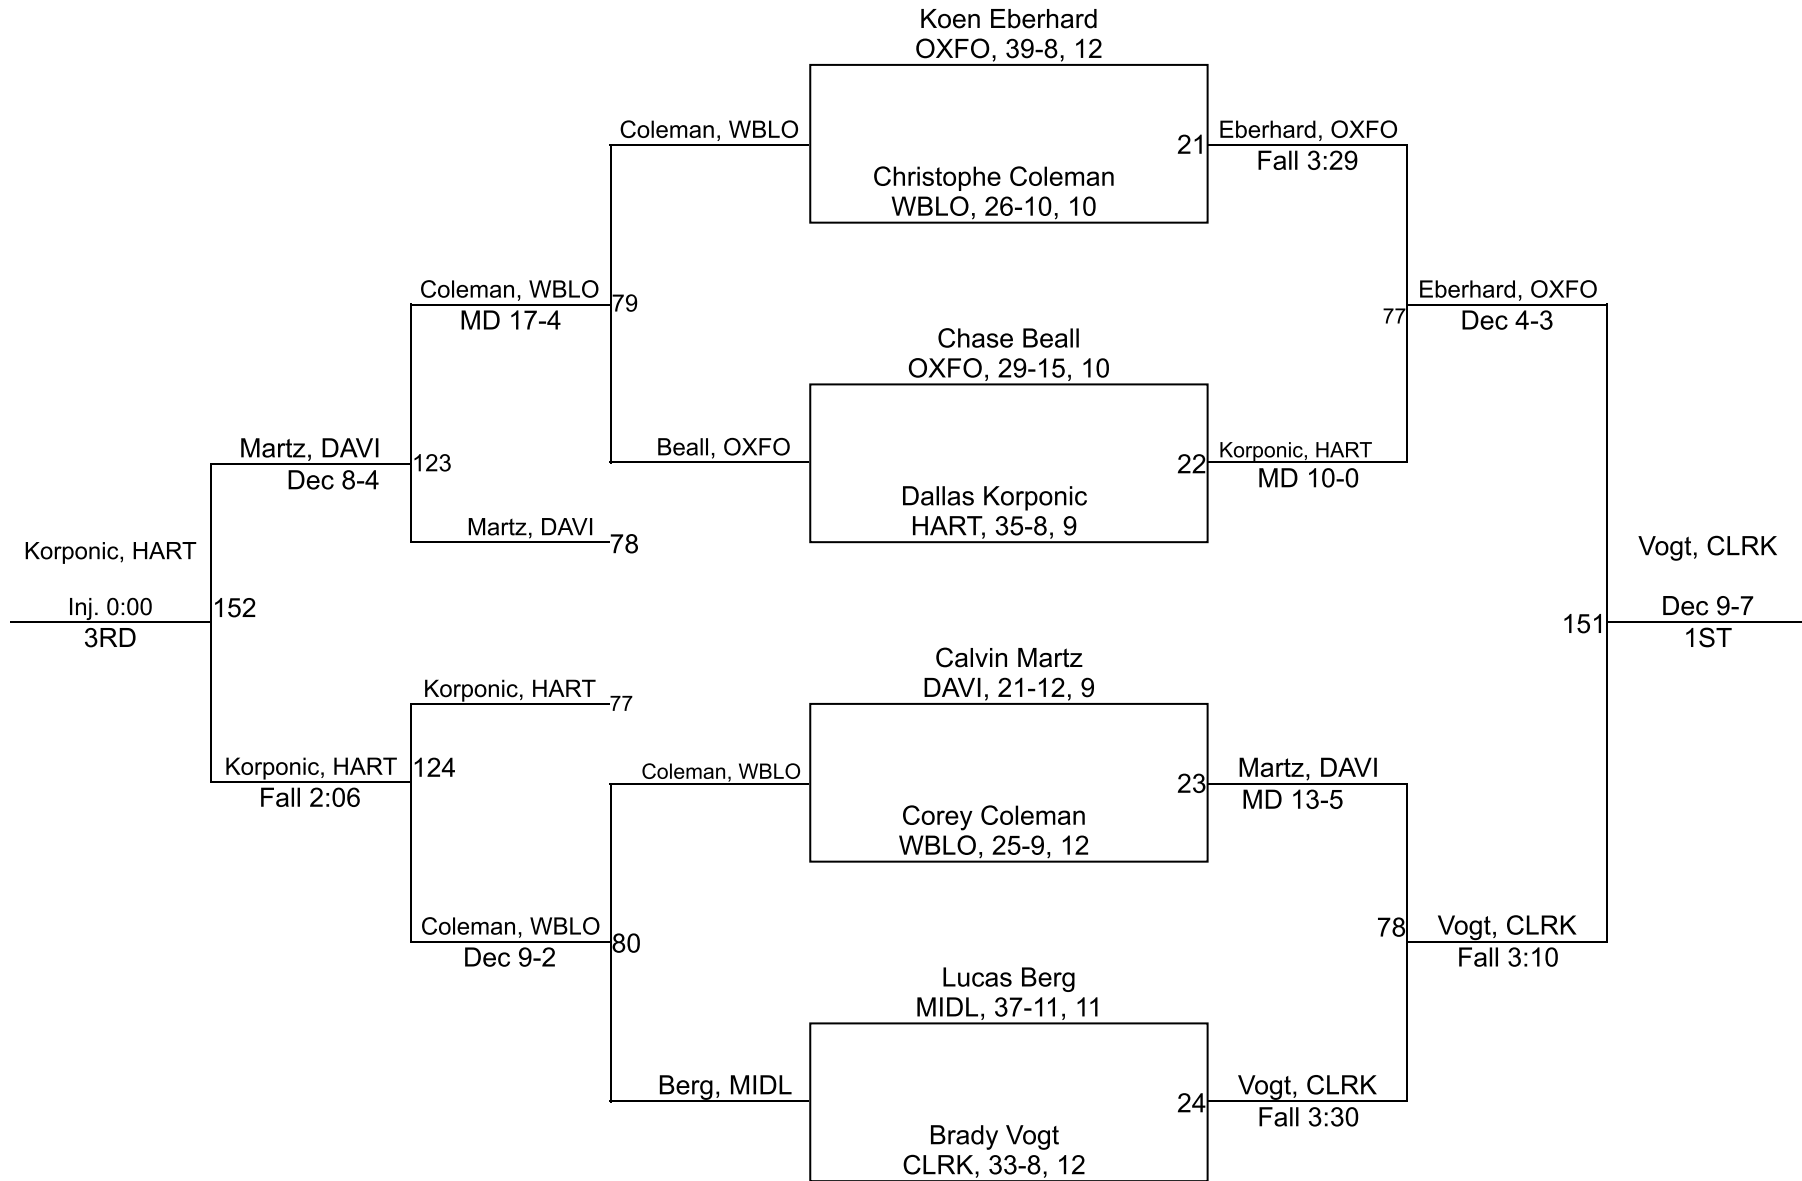 Koen Eberhard
OXFO, 39-8, 12
Coleman, WBLO
21
Eberhard, OXFO
Fall 3:29
Christophe Coleman
WBLO, 26-10, 10
Coleman, WBLO
MD 17-4
79
77
Eberhard, OXFO
Dec 4-3
Chase Beall
OXFO, 29-15, 10
Martz, DAVI
Dec 8-4
123
Beall, OXFO
22
Korponic, HART
MD 10-0
Dallas Korponic
HART, 35-8, 9
Martz, DAVI
78
Korponic, HART
Inj. 0:00
3RD
152
151
Vogt, CLRK
Dec 9-7
1ST
Calvin Martz
DAVI, 21-12, 9
Korponic, HART
77
Korponic, HART
Fall 2:06
124
Coleman, WBLO
23
Martz, DAVI
MD 13-5
Corey Coleman
WBLO, 25-9, 12
Coleman, WBLO
Dec 9-2
80
78
Vogt, CLRK
Fall 3:10
Lucas Berg
MIDL, 37-11, 11
Berg, MIDL
24
Vogt, CLRK
Fall 3:30
Brady Vogt
CLRK, 33-8, 12